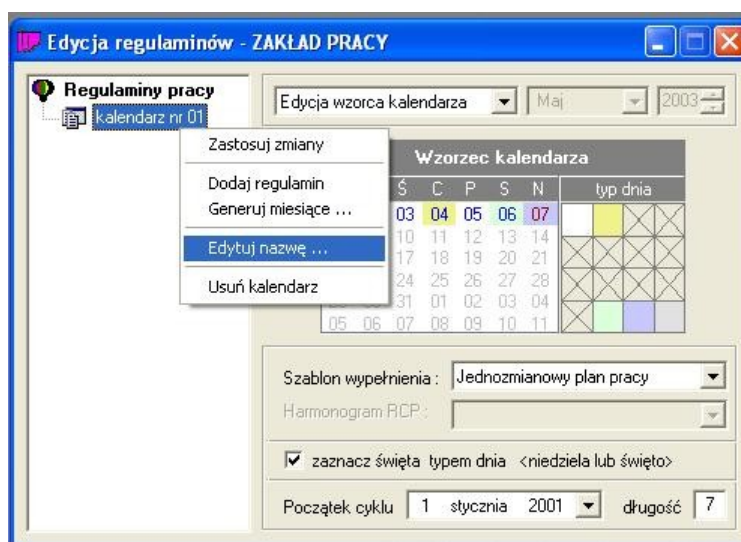 Edycja regulaminów - ZAKŁAD PRACY
Regulaminy pracy
kalendarz nr 01
Zastosuj zmiany
Dodaj regulamin
Generuj miesiące ...
Edytuj nazwę ...
Usuń kalendarz
Edycja wzorca kalendarza Maj 2003
Wzorzec kalendarza
Ś C P S N typ dnia
03 04 05 06 07
10 11 12 13 14
17 18 19 20 21
24 25 26 27 28
31 01 02 03 04
05 06 07 08 09 10 11
Szablon wypełnienia : Jednozmianowy plan pracy
Harmonogram RCP :
zaznacz święta typem dnia <niedziela lub święto>
Początek cyklu 1 stycznia 2001 długość 7